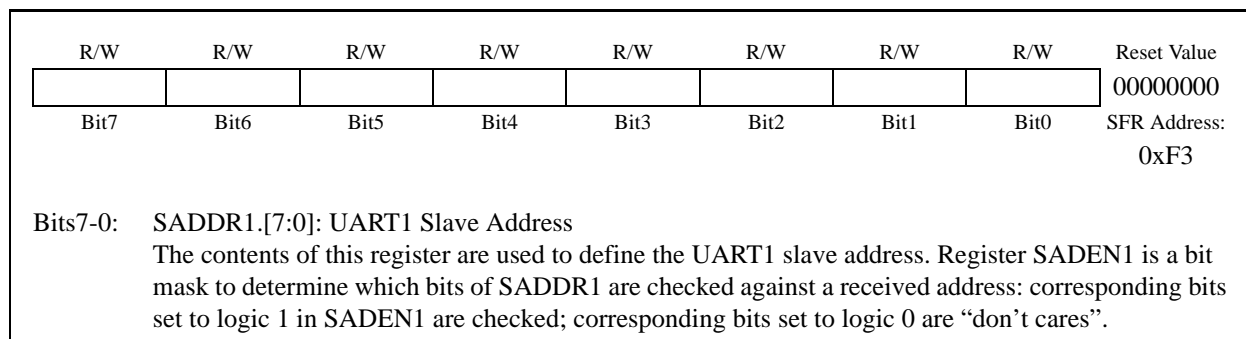 R/W R/W R/W R/W R/W R/W R/W R/W Reset Value
00000000
Bit7 Bit6 Bit5 Bit4 Bit3 Bit2 Bit1 Bit0 SFR Address:
0xF3
Bits7-0: SADDR1.[7:0]: UART1 Slave Address
The contents of this register are used to define the UART1 slave address. Register SADEN1 is a bit
mask to determine which bits of SADDR1 are checked against a received address: corresponding bits
set to logic 1 in SADEN1 are checked; corresponding bits set to logic 0 are “don’t cares”.